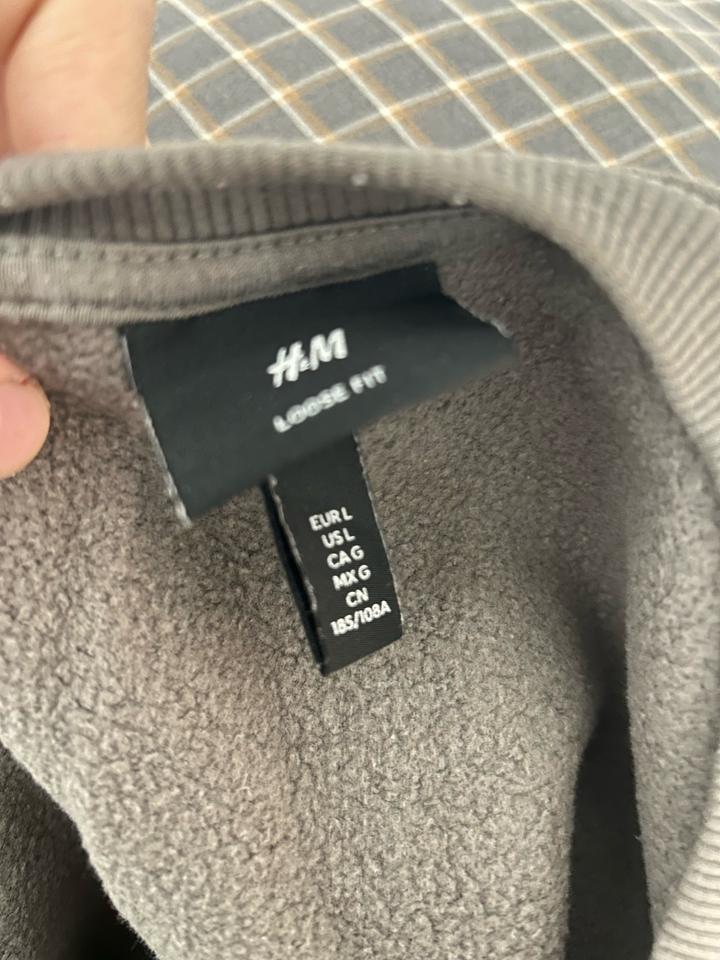 H&M
LOOSE FIT
EUR L
US L
CA G
MX G
CN
185/108A